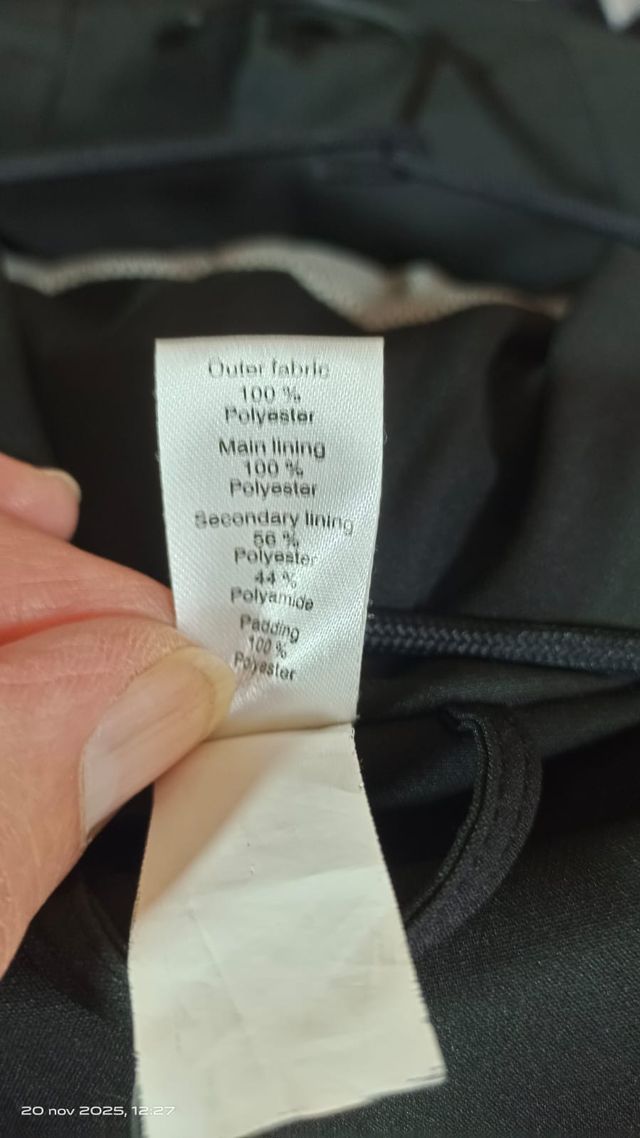 Outer fabric
100 %
Polyester
Main lining
100 %
Polyester
Secondary lining
56 %
Polyester
44 %
Polyamide
Padding
100 %
Polyester
20 nov 2025, 12:27